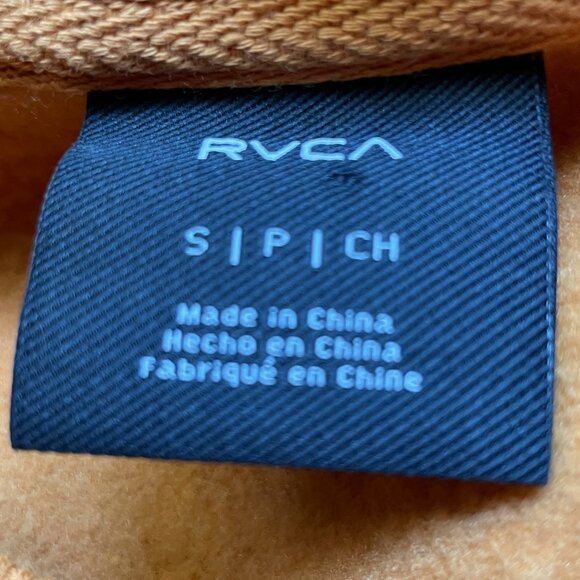 RVCA
S | P | CH
Made in China
Hecho en China
Fabriqué en Chine